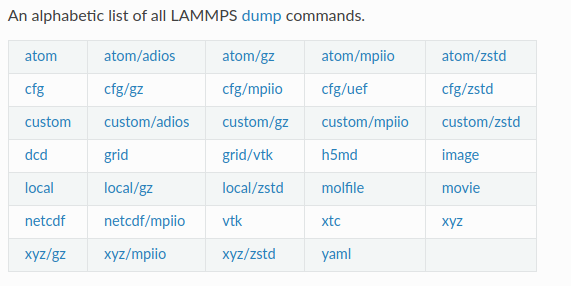 An alphabetic list of all LAMMPS dump commands.
atom atom/adios atom/gz atom/mpiio atom/zstd
cfg cfg/gz cfg/mpiio cfg/uef cfg/zstd
custom custom/adios custom/gz custom/mpiio custom/zstd
dcd grid grid/vtk h5md image
local local/gz local/zstd molfile movie
netcdf netcdf/mpiio vtk xtc xyz
xyz/gz xyz/mpiio xyz/zstd yaml